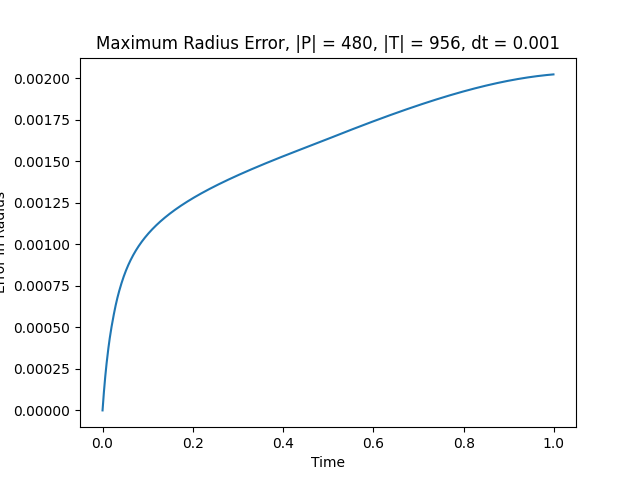 Maximum Radius Error, |P| = 480, |T| = 956, dt = 0.001
0.00200
0.00175
0.00150
0.00125
0.00100
0.00075
0.00050
0.00025
0.00000
Error in Radius
0.0 0.2 0.4 0.6 0.8 1.0
Time